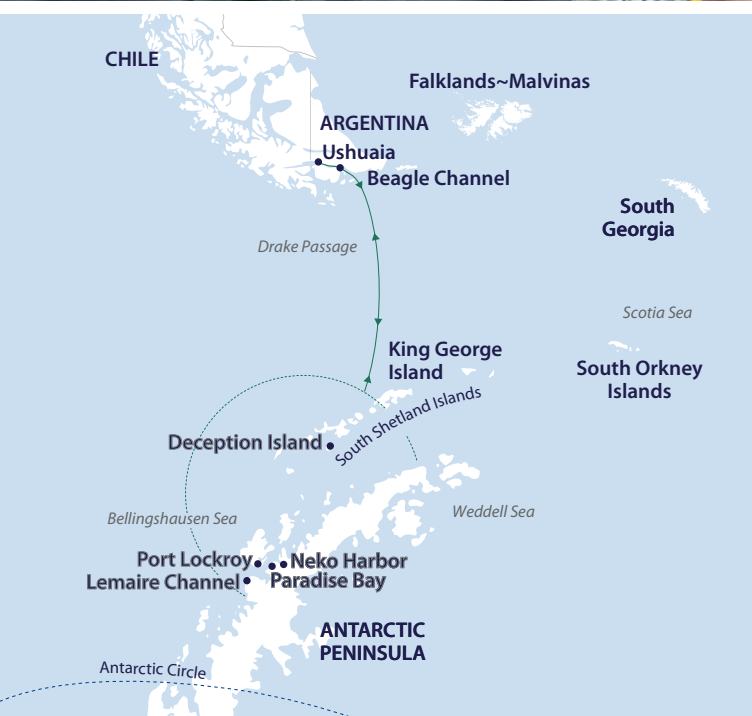 CHILE
Falklands~Malvinas
ARGENTINA
Ushuaia
Beagle Channel
South
Georgia
Drake Passage
Scotia Sea
King George
Island
South Orkney
Islands
South Shetland Islands
Deception Island
Bellingshausen Sea
Weddell Sea
Port Lockroy
Neko Harbor
Lemaire Channel
Paradise Bay
ANTARCTIC
PENINSULA
Antarctic Circle